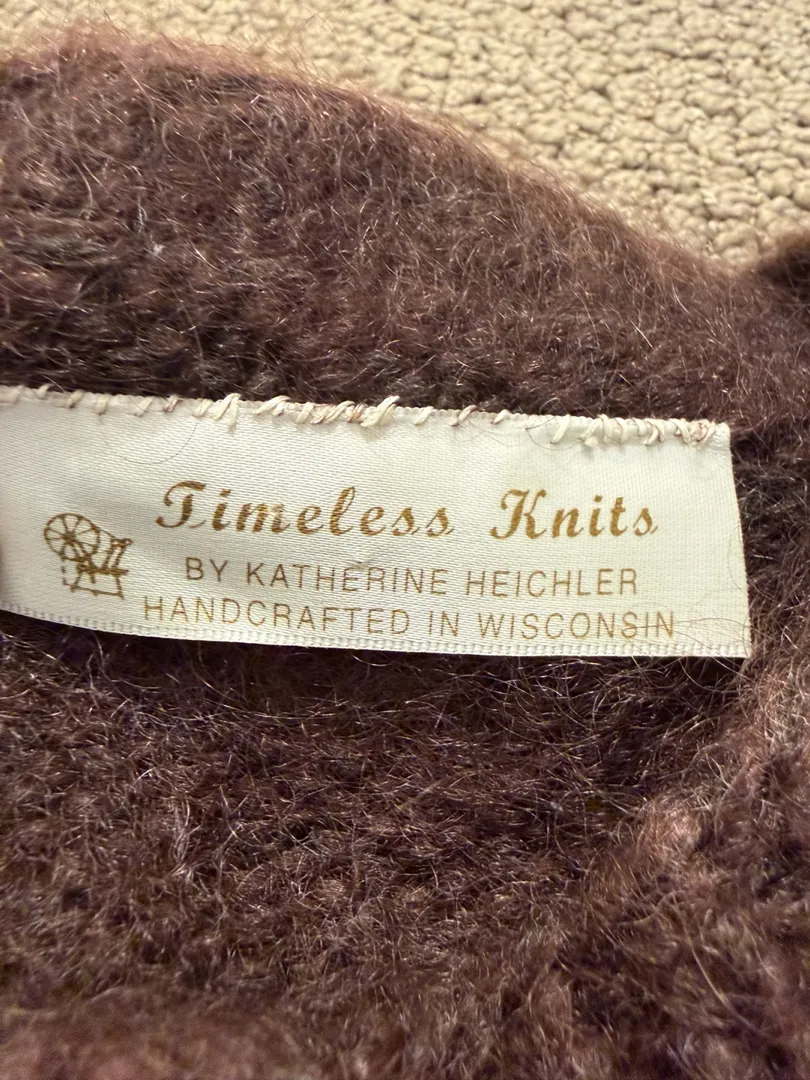 Timeless Knits
BY KATHERINE HEICHLER
HANDCRAFTED IN WISCONSIN